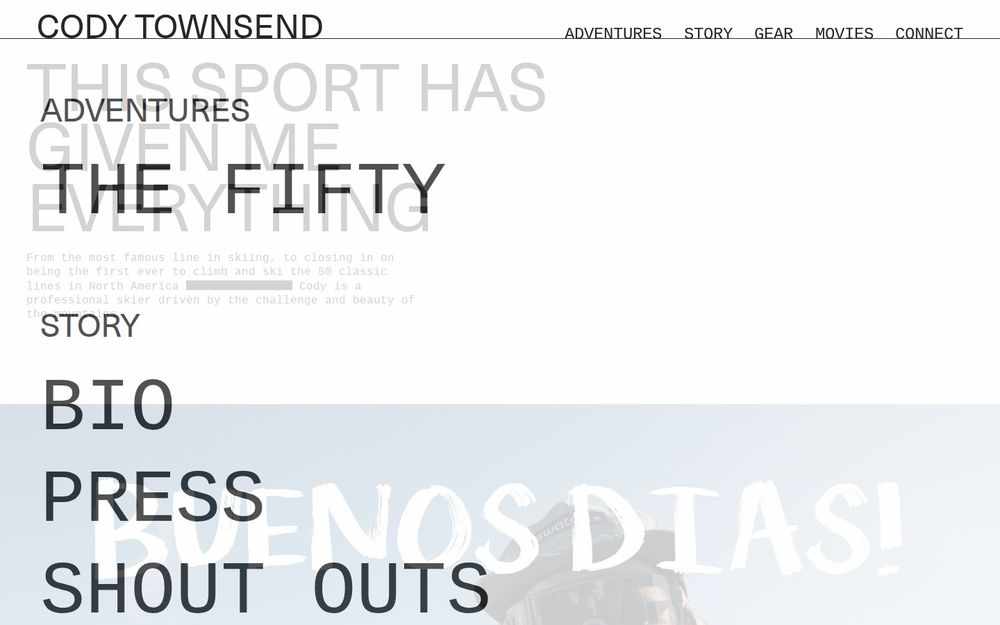 CODY TOWNSEND
ADVENTURES STORY GEAR MOVIES CONNECT
THIS SPORT HAS
GIVEN ME
EVERYTHING
ADVENTURES
THE FIFTY
From the most famous line in skiing, to closing in on
being the first ever to climb and ski the 50 classic
lines in North America Cody is a
professional skier driven by the challenge and beauty of
the
STORY
BIO
PRESS
SHOUT OUTS
BUENOS DIAS!